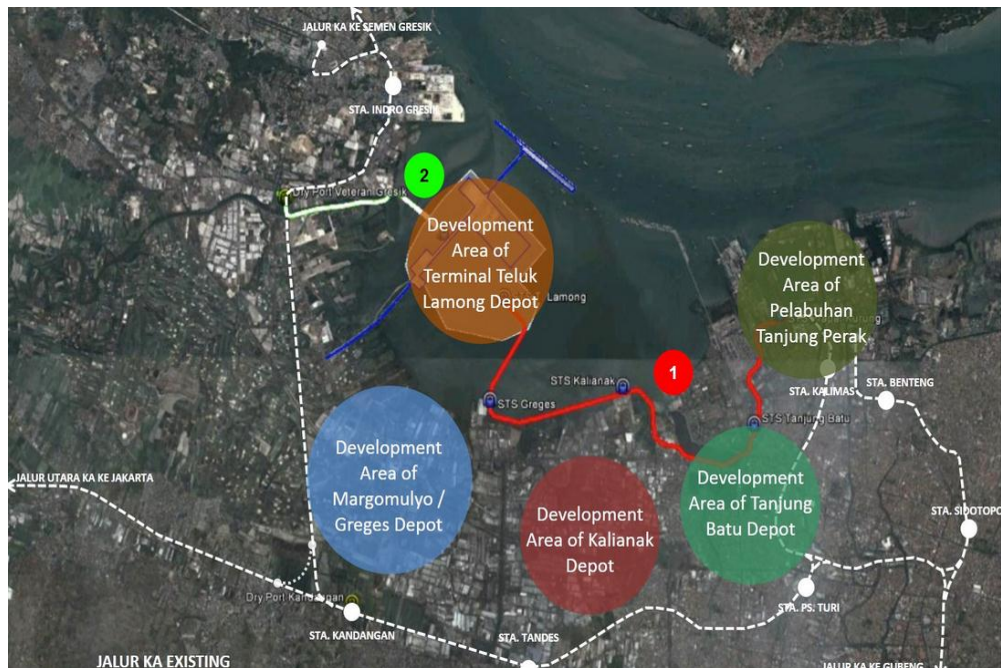 JALUR KA KE SEMEN GRESIK
STA. INDRO GRESIK
2
Dry Port Veteran Gresik
Development
Area of
Terminal Teluk
Lamong Depot
Lamong
Development
Area of
Pelabuhan
Tanjung Perak
STS Kalianak
1
STA. KALIMAS
STA. BENTENG
STS Greges
STS Tanjung Batu
Development
Area of
Margomulyo /
Greges Depot
JALUR UTARA KA KE JAKARTA
Development
Area of Kalianak
Depot
Development
Area of Tanjung
Batu Depot
STA. SIDOTOPO
Dry Port Kandangan
STA. KANDANGAN
STA. TANDES
STA. PS. TURI
JALUR KA EXISTING
JALUR KA KE GUBENG